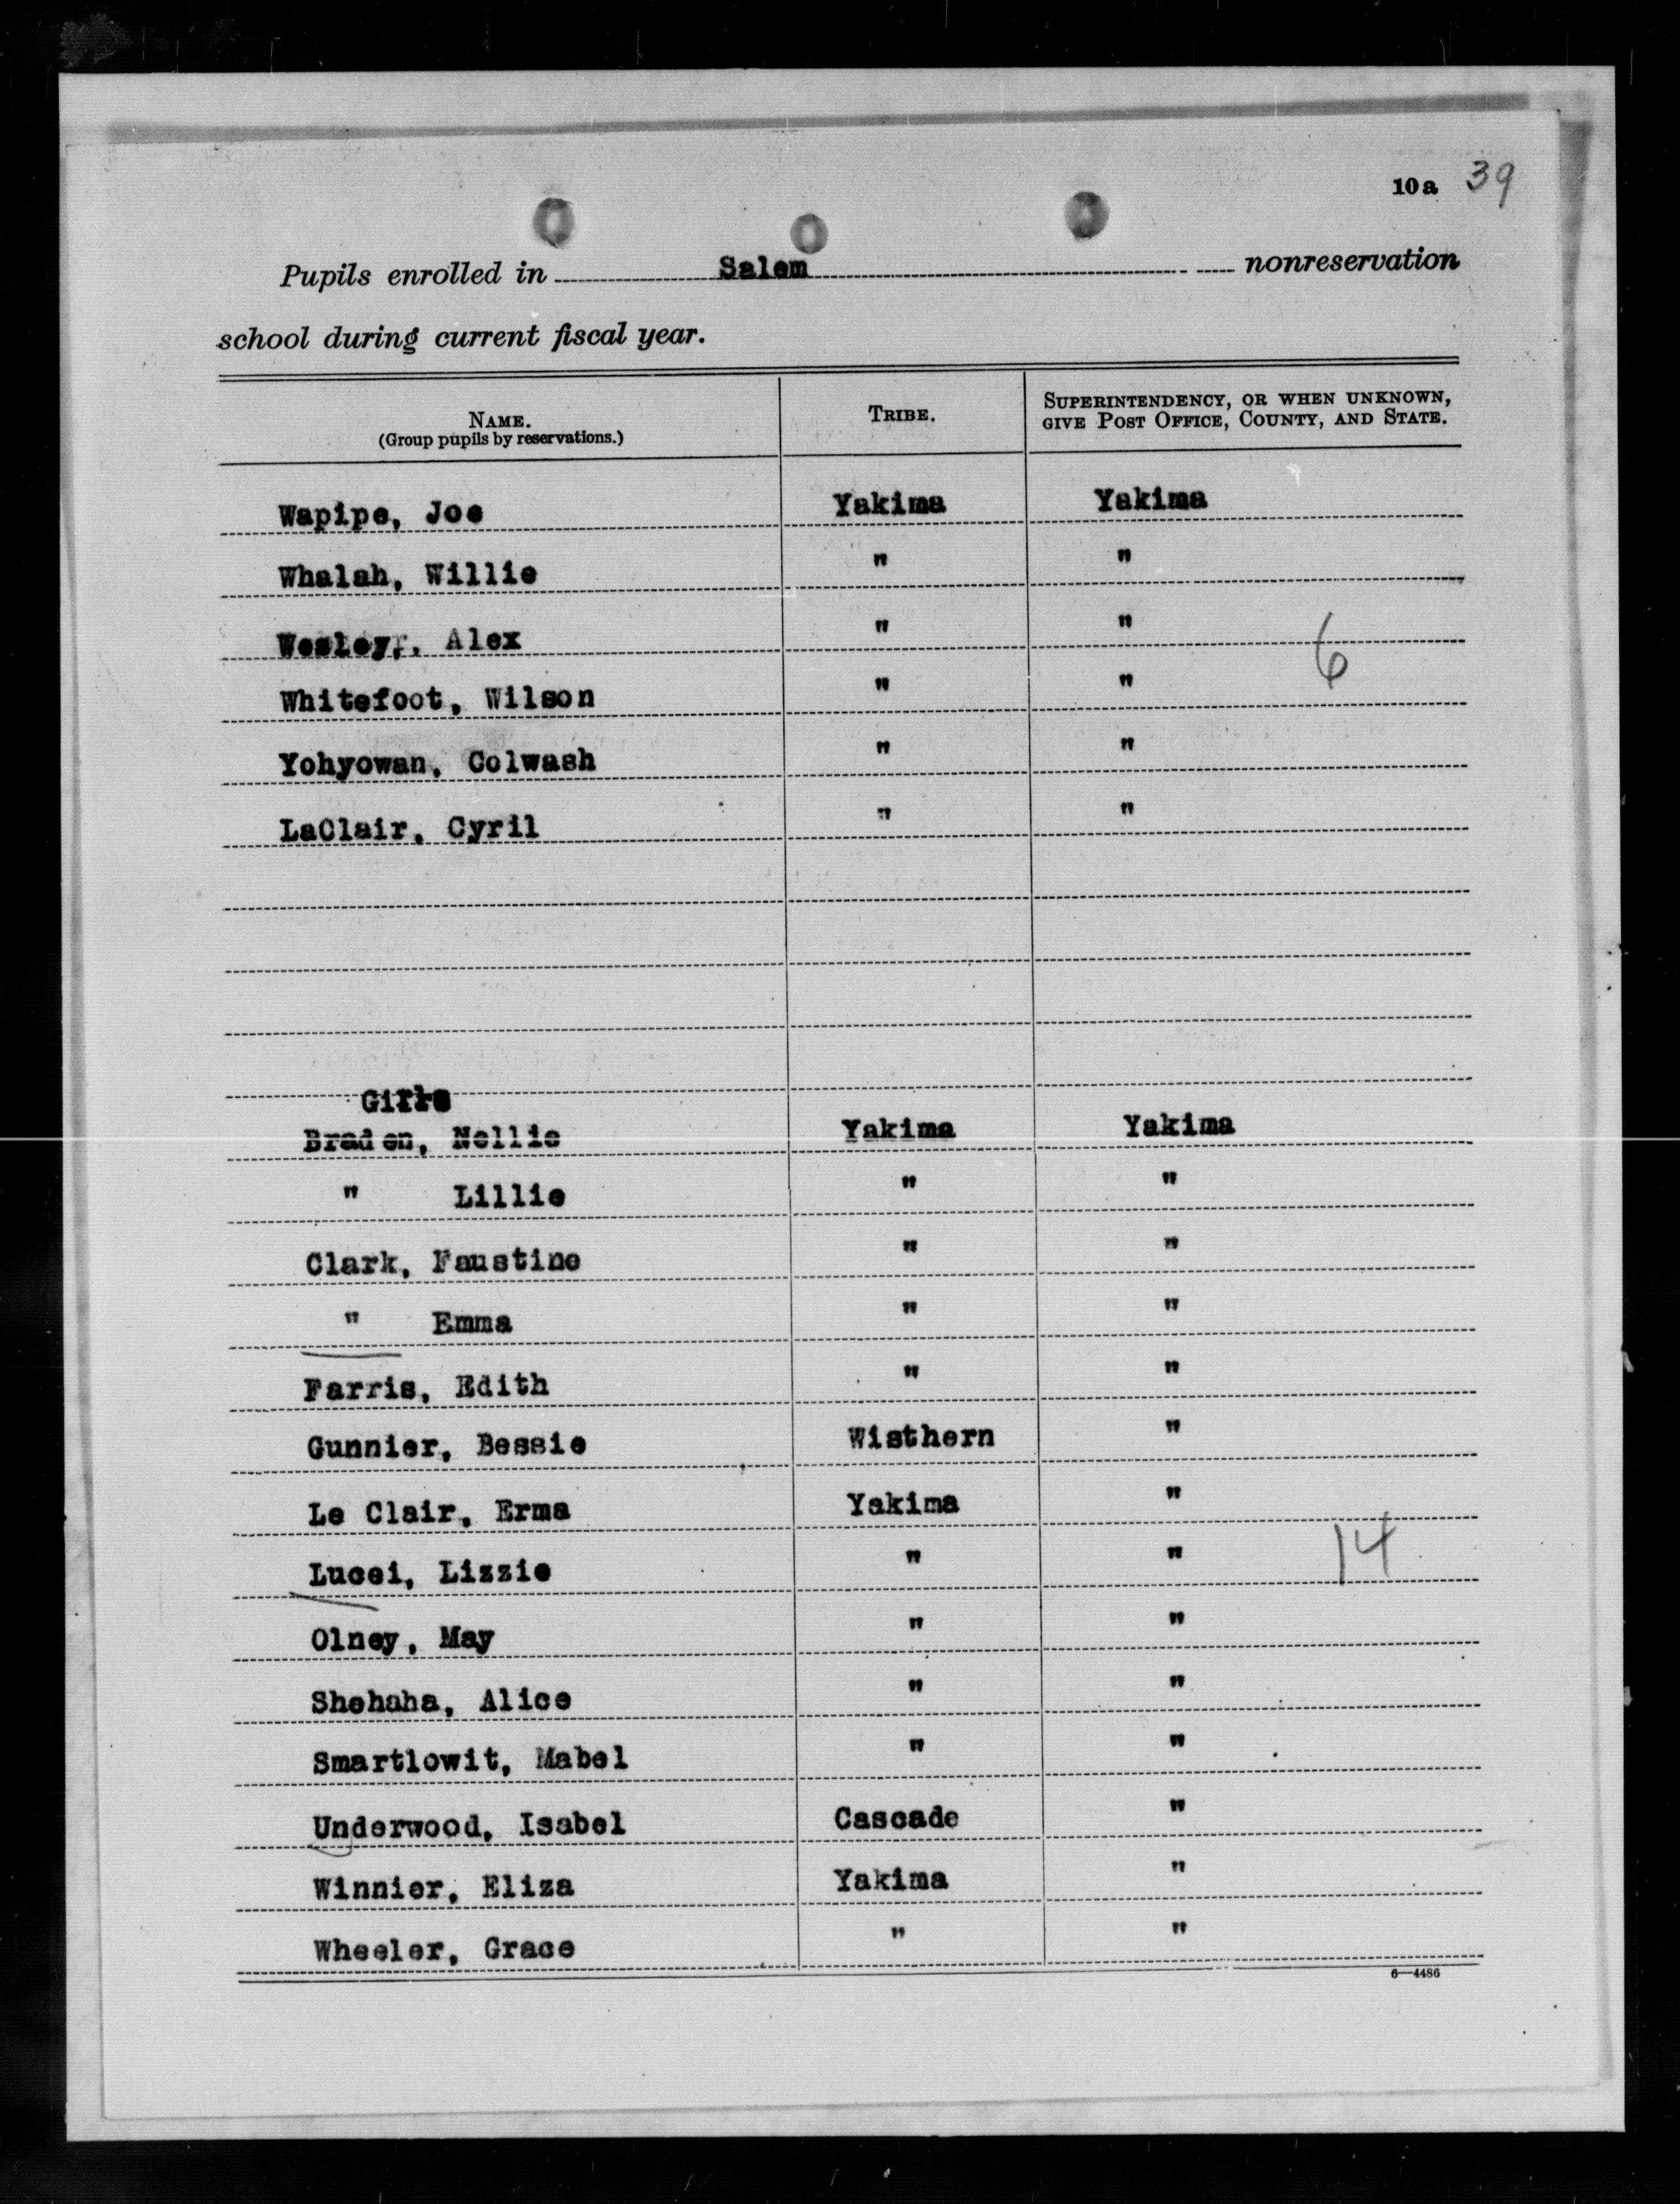 10a 39
Pupils enrolled in Salem nonreservation
school during current fiscal year.
NAME.
(Group pupils by reservations.)
TRIBE.
SUPERINTENDENCY, OR WHEN UNKNOWN,
GIVE POST OFFICE, COUNTY, AND STATE.
Wapipe, Joe Yakima Yakima
Whalah, Willie " "
Wesley, Alex " "
6
Whitefoot, Wilson " "
Yohyowan, Colwash " "
LaClair, Cyril " "
Girls
Braden, Nellie Yakima Yakima
" Lillie " "
Clark, Faustine " "
" Emma " "
Farris, Edith " "
Gunnier, Bessie Wisthern "
Le Clair, Erma Yakima "
Lucei, Lizzie " " 14
Olney, May " "
Shehaha, Alice " "
Smartlowit, Mabel " "
Underwood, Isabel Cascade "
Winnier, Eliza Yakima "
Wheeler, Grace " "
6—4486